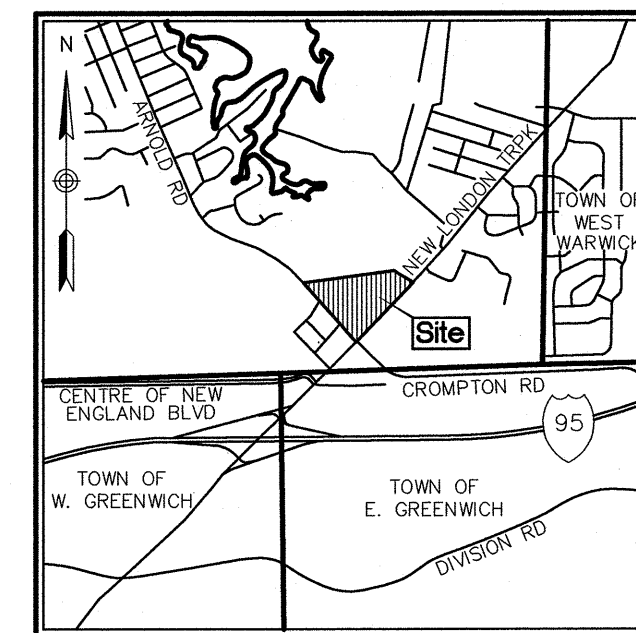 N
ARNOLD RD
NEW LONDON TRPK
TOWN OF
WEST
WARWICK
Site
CENTRE OF NEW
ENGLAND BLVD
CROMPTON RD
95
TOWN OF
W. GREENWICH
TOWN OF
E. GREENWICH
DIVISION RD